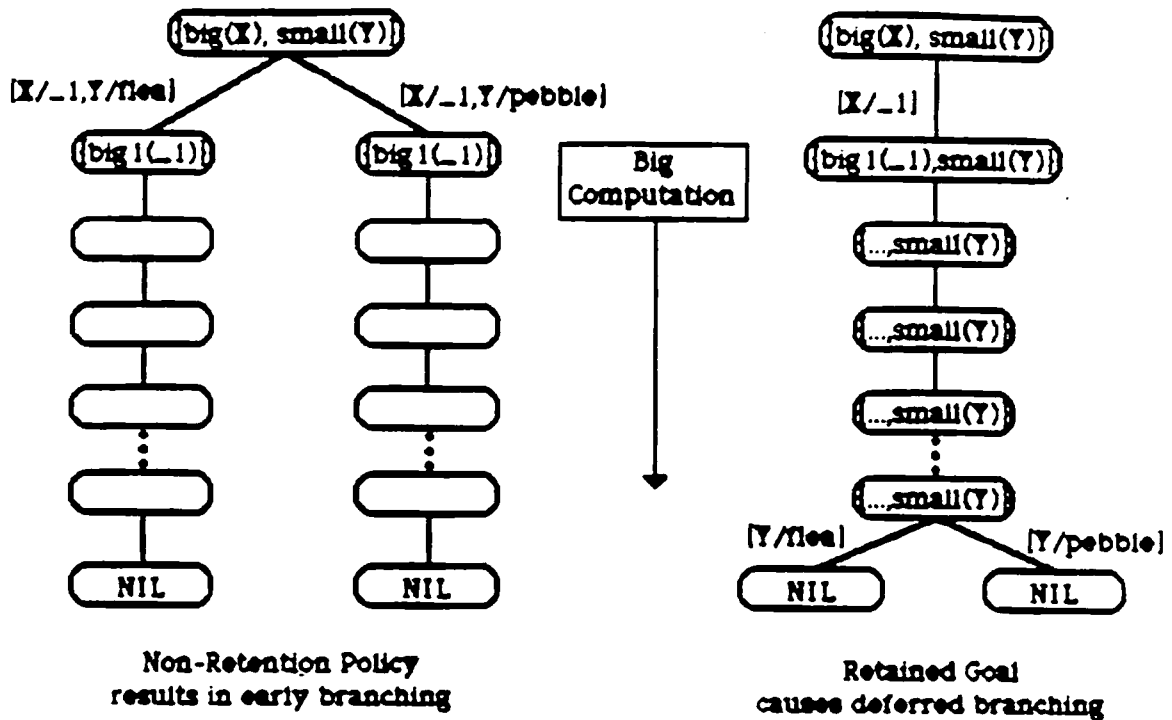 {big(X), small(Y)}
[X/_1,Y/flea]
[X/_1,Y/pebble]
{big1(_1)}
{big1(_1)}
NIL
NIL
Non-Retention Policy
results in early branching
Big
Computation
{big(X), small(Y)}
[X/_1]
{big1(_1),small(Y)}
{...,small(Y)}
{...,small(Y)}
{...,small(Y)}
{...,small(Y)}
[Y/flea]
[Y/pebble]
NIL
NIL
Retained Goal
causes deferred branching